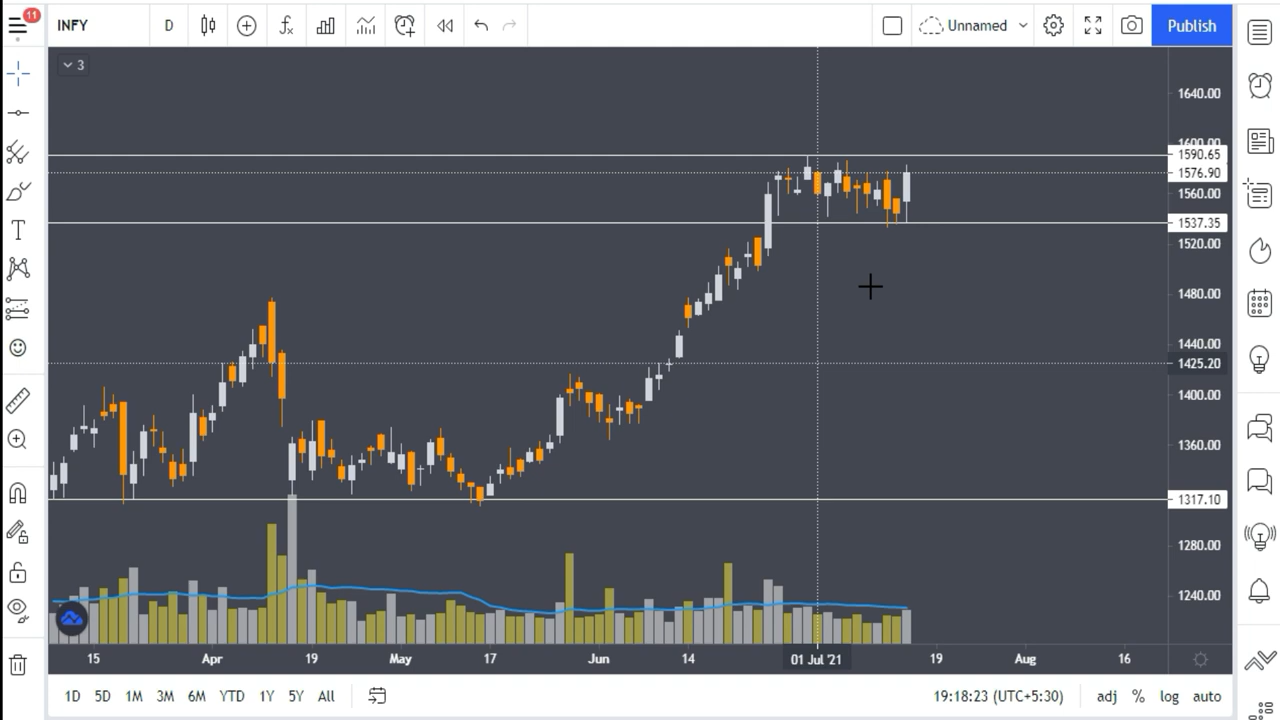 11
INFY
D
Unnamed
Publish
3
1640.00
1600.00
1590.65
1576.90
1560.00
1537.35
1520.00
1480.00
1440.00
1425.20
1400.00
1360.00
1317.10
1280.00
1240.00
15 Apr 19 May 17 Jun 14 01 Jul '21 19 Aug 16
1D 5D 1M 3M 6M YTD 1Y 5Y All 19:18:23 (UTC+5:30) adj % log auto